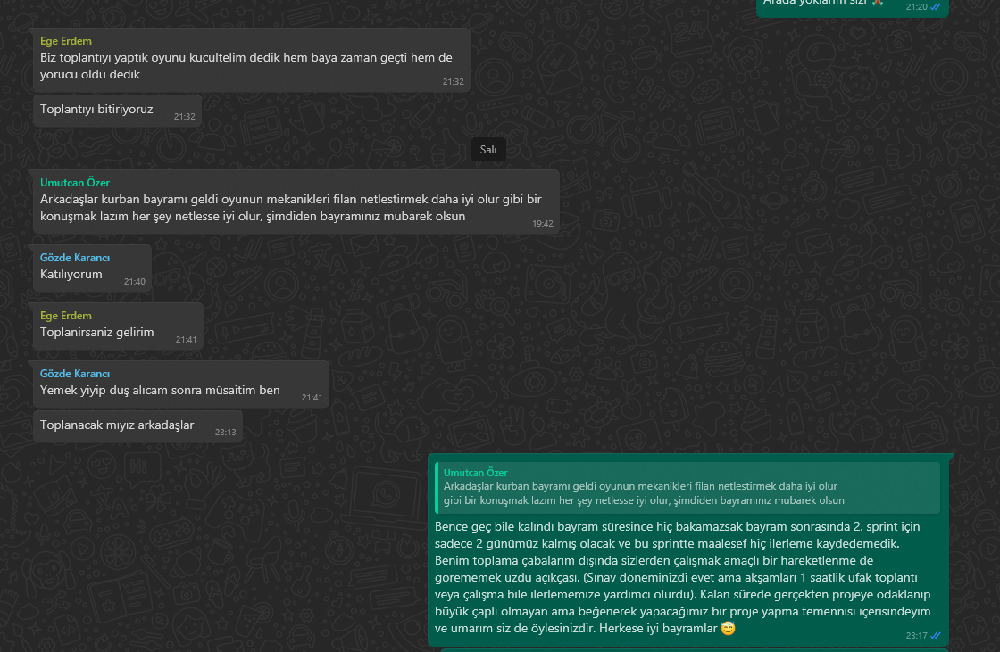 Arada yoklarım sizi
21:20
Ege Erdem
Biz toplantıyı yaptık oyunu kucultelim dedik hem baya zaman geçti hem de
yorucu oldu dedik
21:32
Toplantıyı bitiriyoruz
21:32
Salı
Umutcan Özer
Arkadaşlar kurban bayramı geldi oyunun mekanikleri filan netlestirmek daha iyi olur gibi bir
konuşmak lazım her şey netlesse iyi olur, şimdiden bayramınız mubarek olsun
19:42
Gözde Karancı
Katılıyorum
21:40
Ege Erdem
Toplanirsaniz gelirim
21:41
Gözde Karancı
Yemek yiyip duş alıcam sonra müsaitim ben
21:41
Toplanacak mıyız arkadaşlar
23:13
Umutcan Özer
Arkadaşlar kurban bayramı geldi oyunun mekanikleri filan netlestirmek daha iyi olur
gibi bir konuşmak lazım her şey netlesse iyi olur, şimdiden bayramınız mubarek olsun
Bence geç bile kalındı bayram süresince hiç bakamazsak bayram sonrasında 2. sprint için
sadece 2 günümüz kalmış olacak ve bu sprintte maalesef hiç ilerleme kaydedemedik.
Benim toplama çabalarım dışında sizlerden çalışmak amaçlı bir hareketlenme de
görememek üzdü açıkçası. (Sınav döneminizdi evet ama akşamları 1 saatlik ufak toplantı
veya çalışma bile ilerlememize yardımcı olurdu). Kalan sürede gerçekten projeye odaklanıp
büyük çaplı olmayan ama beğenerek yapacağımız bir proje yapma temennisi içerisindeyim
ve umarım siz de öylesinizdir. Herkese iyi bayramlar 😅
23:17